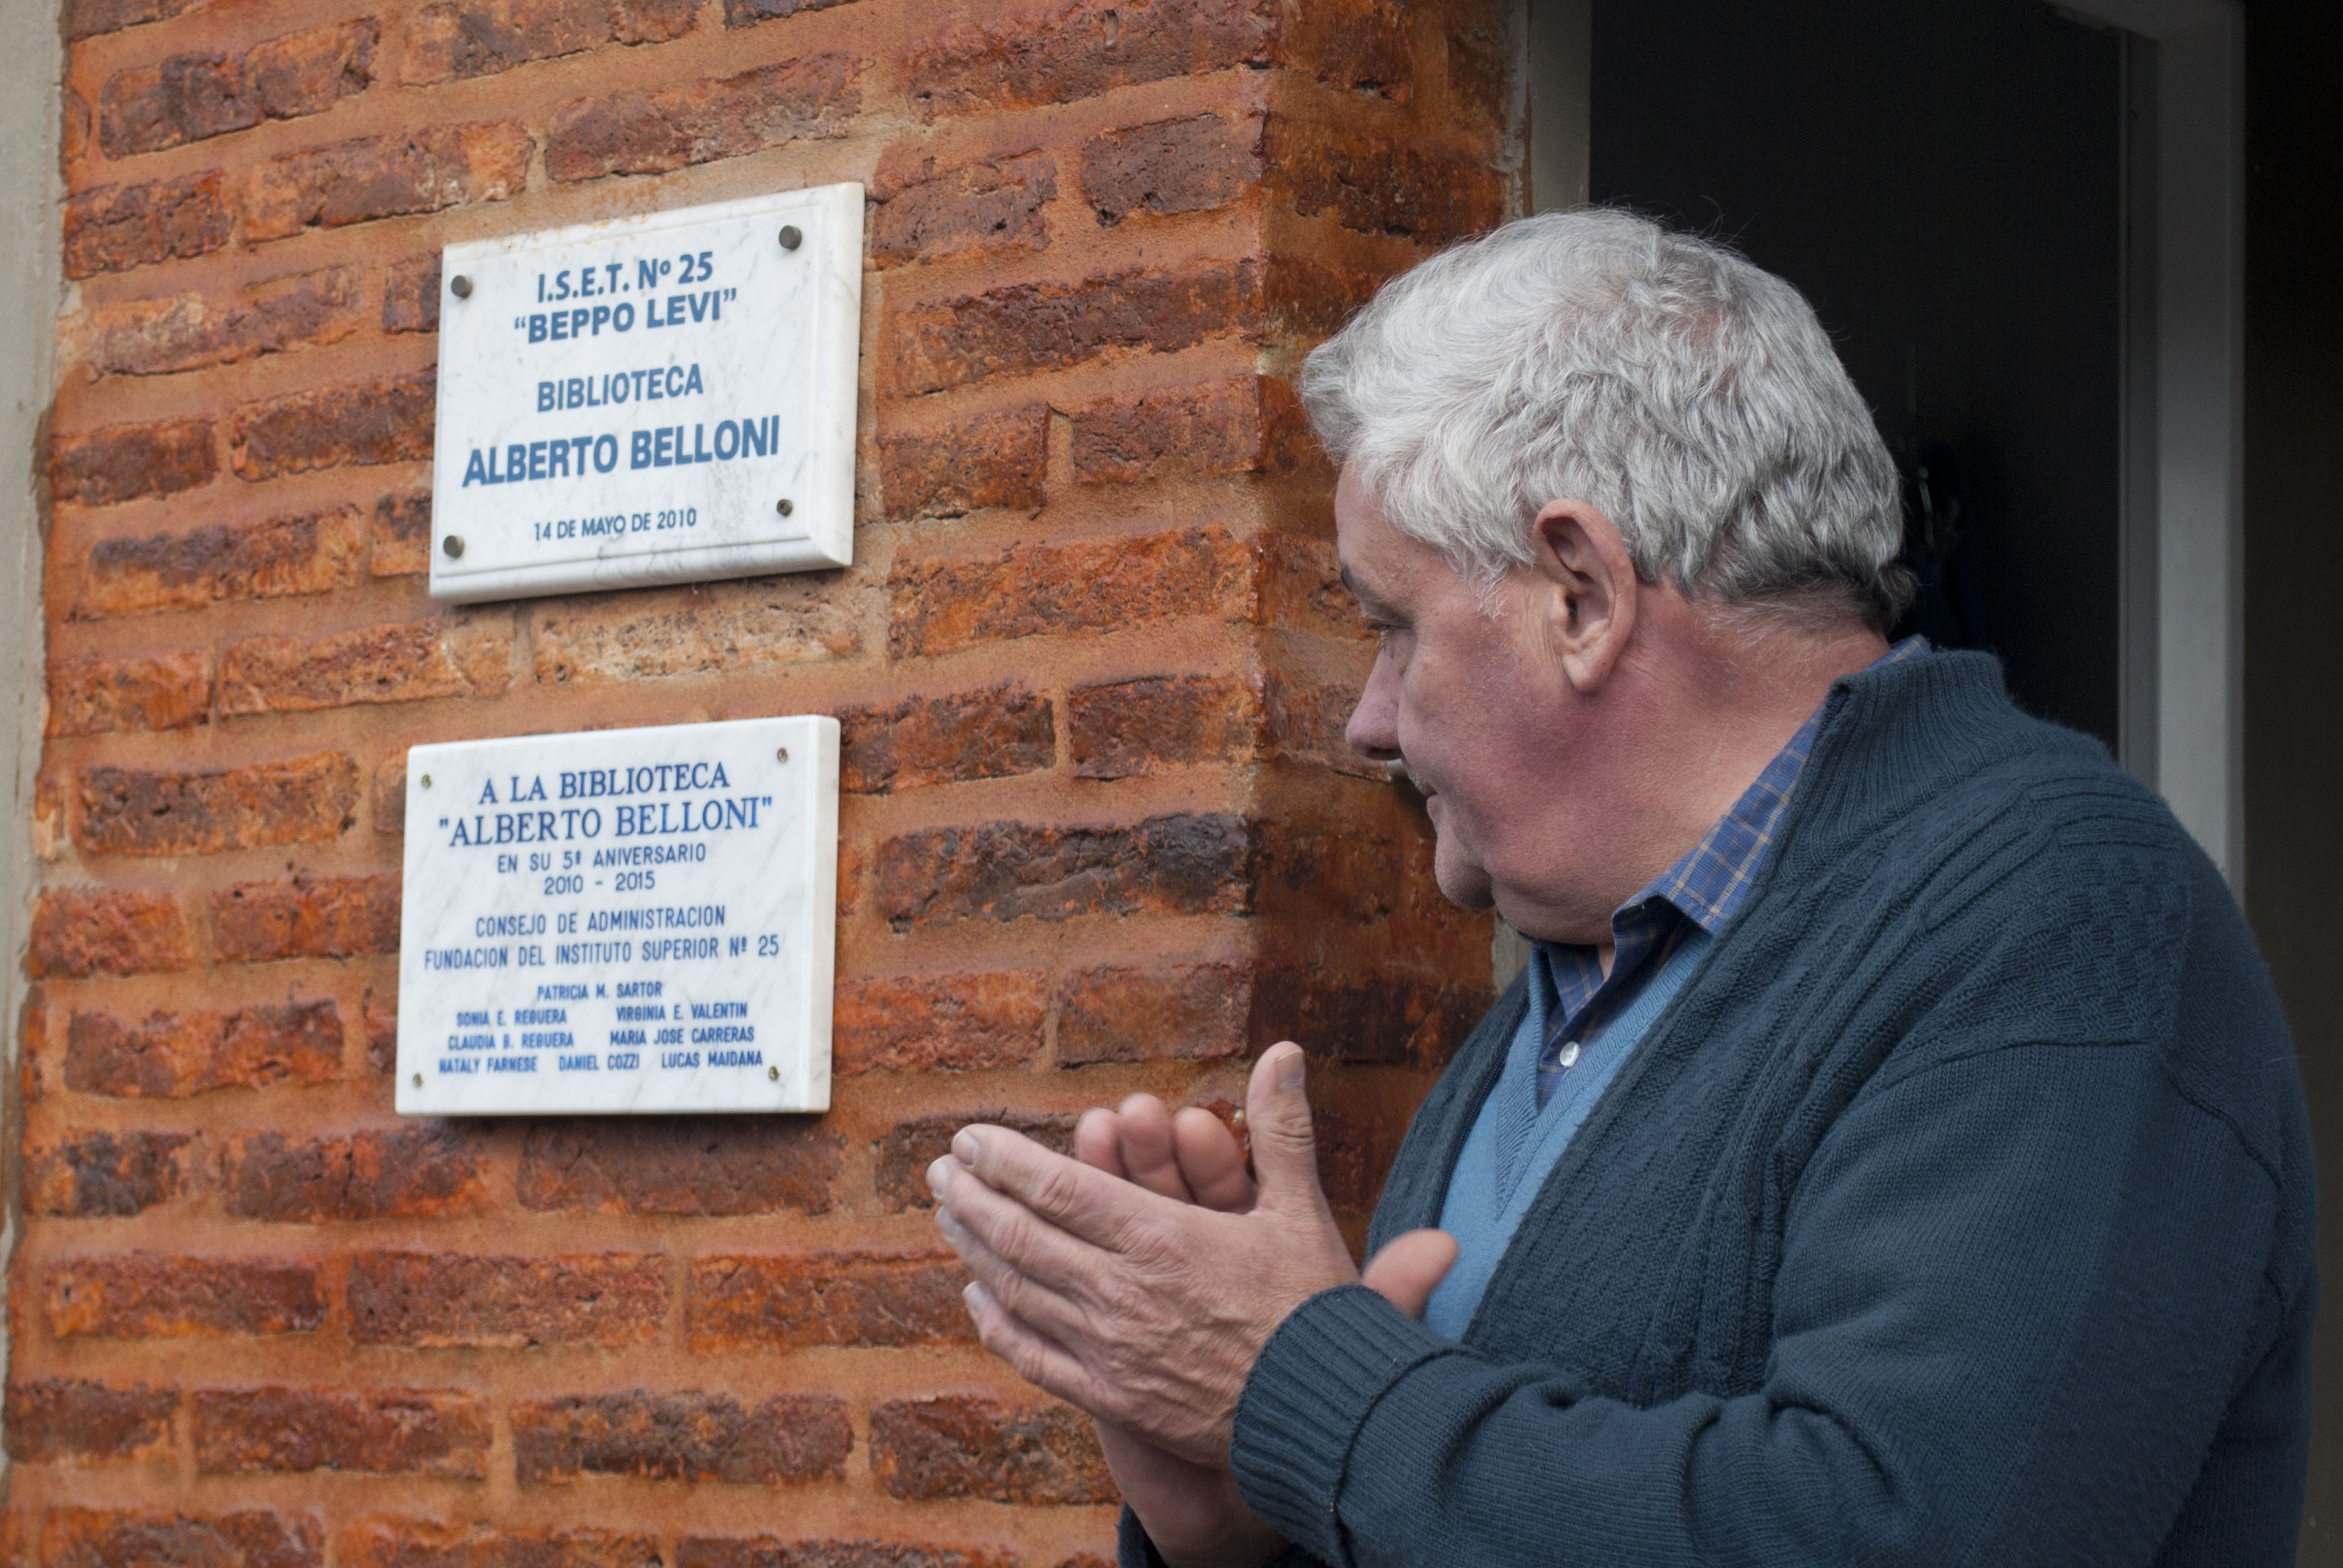 I.S.E.T. Nº 25
“BEPPO LEVI”
BIBLIOTECA
ALBERTO BELLONI
14 DE MAYO DE 2010
A LA BIBLIOTECA
"ALBERTO BELLONI"
EN SU 5º ANIVERSARIO
2010 - 2015
CONSEJO DE ADMINISTRACION
FUNDACION DEL INSTITUTO SUPERIOR Nº 25
PATRICIA M. SARTOR
SONIA E. REGUERA VIRGINIA E. VALENTIN
CLAUDIA B. REGUERA MARIA JOSE CARRERAS
NATALY FARNESE DANIEL COZZI LUCAS MAIDANA